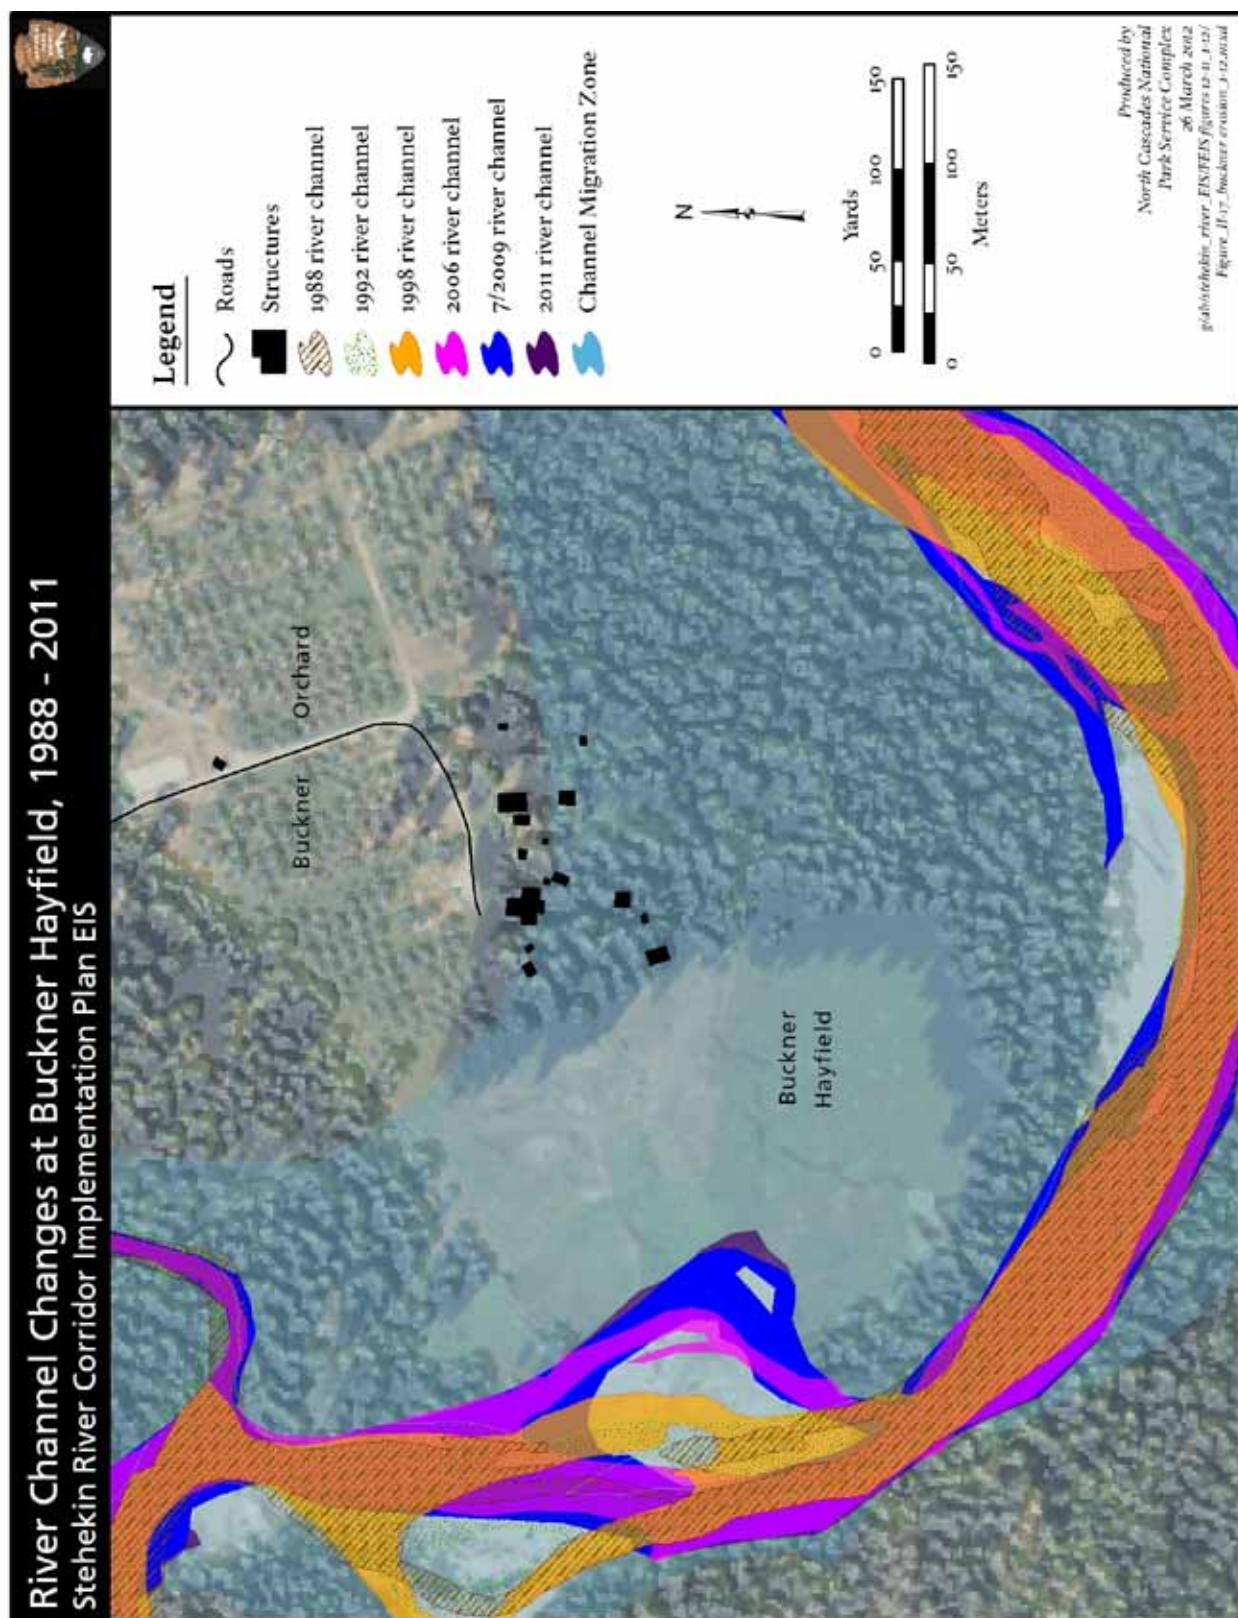 River Channel Changes at Buckner Hayfield, 1988 - 2011
Stehekin River Corridor Implementation Plan EIS
Buckner Orchard
Buckner
Hayfield
Legend
Roads
Structures
1988 river channel
1992 river channel
1998 river channel
2006 river channel
7/2009 river channel
2011 river channel
Channel Migration Zone
N
Yards
0 50 100 150
0 50 100 150
Meters
Produced by
North Cascades National
Park Service Complex
26 March 2012